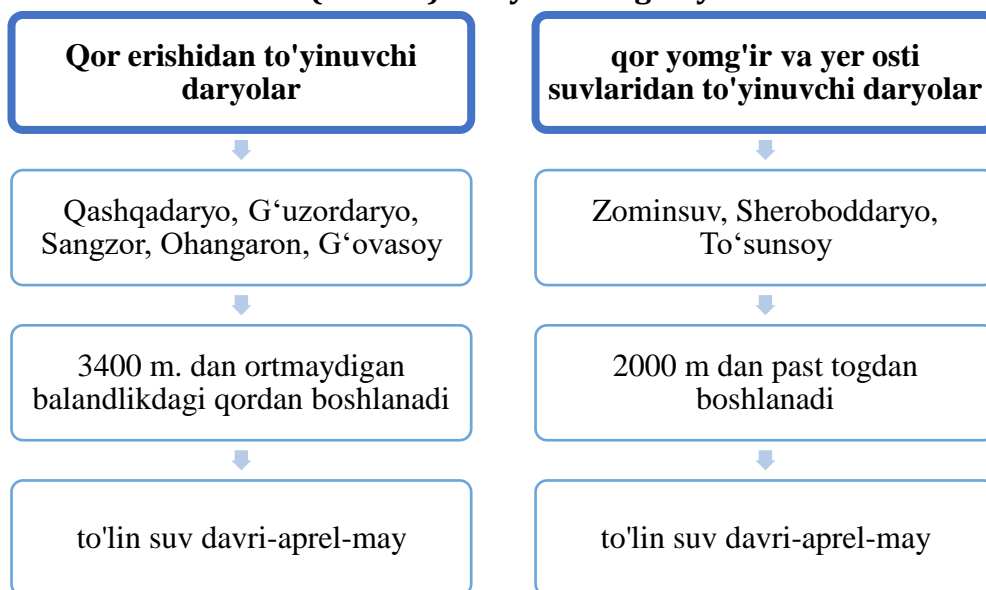 Qor erishidan to'yinuvchi
daryolar
Qashqadaryo, G‘uzordaryo,
Sangzor, Ohangaron, G‘ovasoy
3400 m. dan ortmaydigan
balandlikdagi qordan boshlanadi
to'lin suv davri-aprel-may
qor yomg'ir va yer osti
suvlaridan to'yinuvchi daryolar
Zominsuv, Sheroboddaryo,
To‘sunsoy
2000 m dan past togdan
boshlanadi
to'lin suv davri-aprel-may